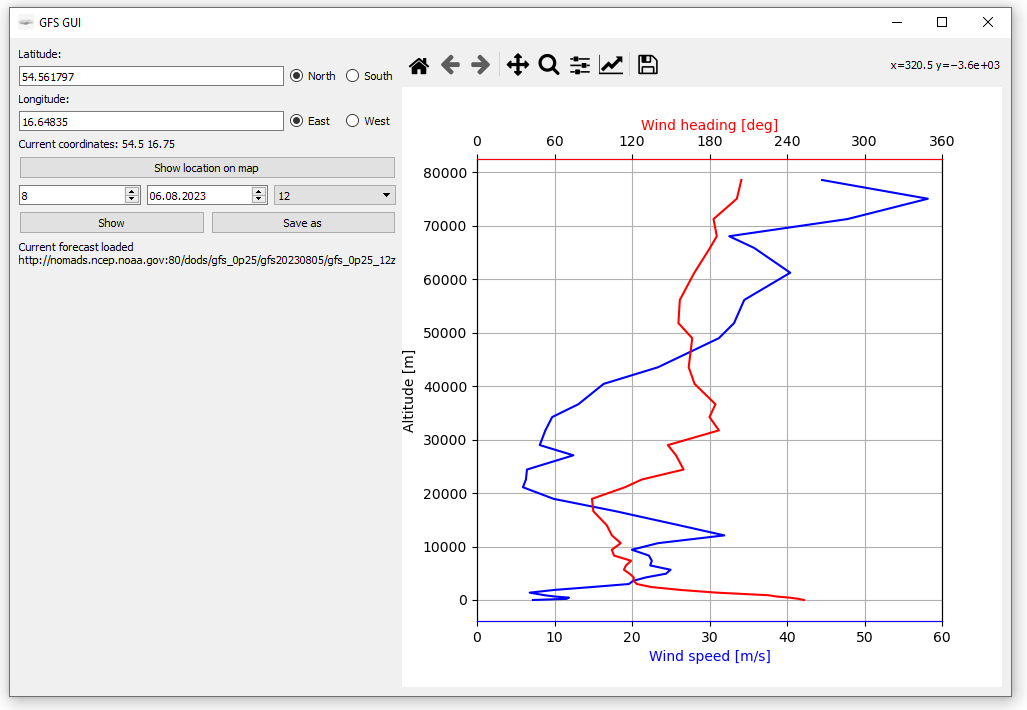 GFS GUI
Latitude:
54.561797
North South
Longitude:
16.64835
East West
Current coordinates: 54.5 16.75
Show location on map
8 06.08.2023 12
Show Save as
Current forecast loaded
http://nomads.ncep.noaa.gov:80/dods/gfs_0p25/gfs20230805/gfs_0p25_12z
x=320.5 y=−3.6e+03
Wind heading [deg]
0 60 120 180 240 300 360
80000
70000
60000
50000
40000
30000
20000
10000
0
Altitude [m]
0 10 20 30 40 50 60
Wind speed [m/s]